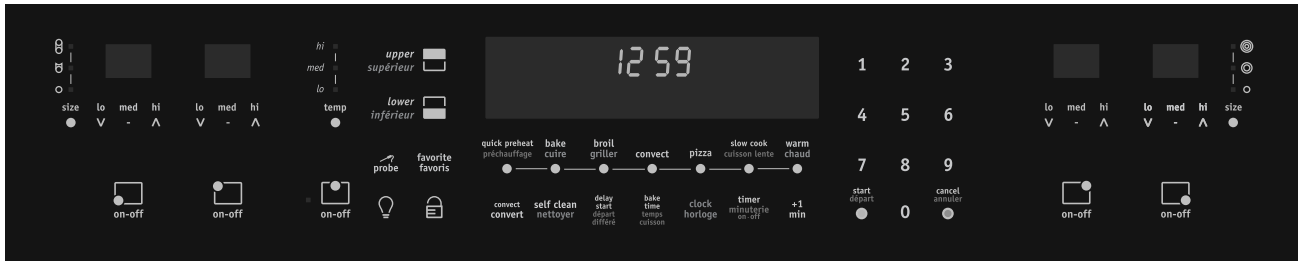 size
lo med hi
lo med hi
hi
med
lo
temp
upper
supérieur
lower
inférieur
probe
favorite
favoris
on-off
on-off
on-off
12 59
quick preheat
préchauffage
bake
cuire
broil
griller
convect
pizza
slow cook
cuisson lente
warm
chaud
convect
convert
self clean
nettoyer
delay
start
départ
différé
bake
time
temps
cuisson
clock
horloge
timer
minuterie
on-off
+1
min
1 2 3
4 5 6
7 8 9
start
départ
0
cancel
annuler
lo med hi
lo med hi
size
on-off
on-off